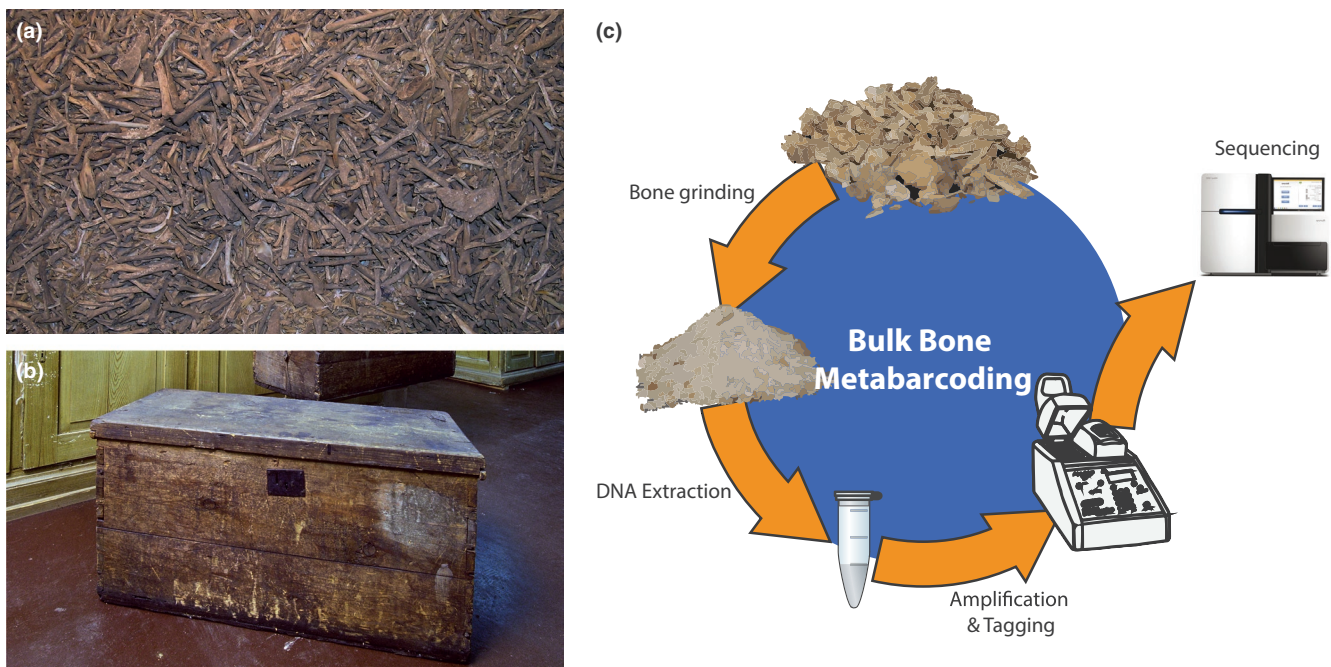 (a)
(b)
(c)
Bone grinding
Sequencing
Bulk Bone
Metabarcoding
DNA Extraction
Amplification
& Tagging